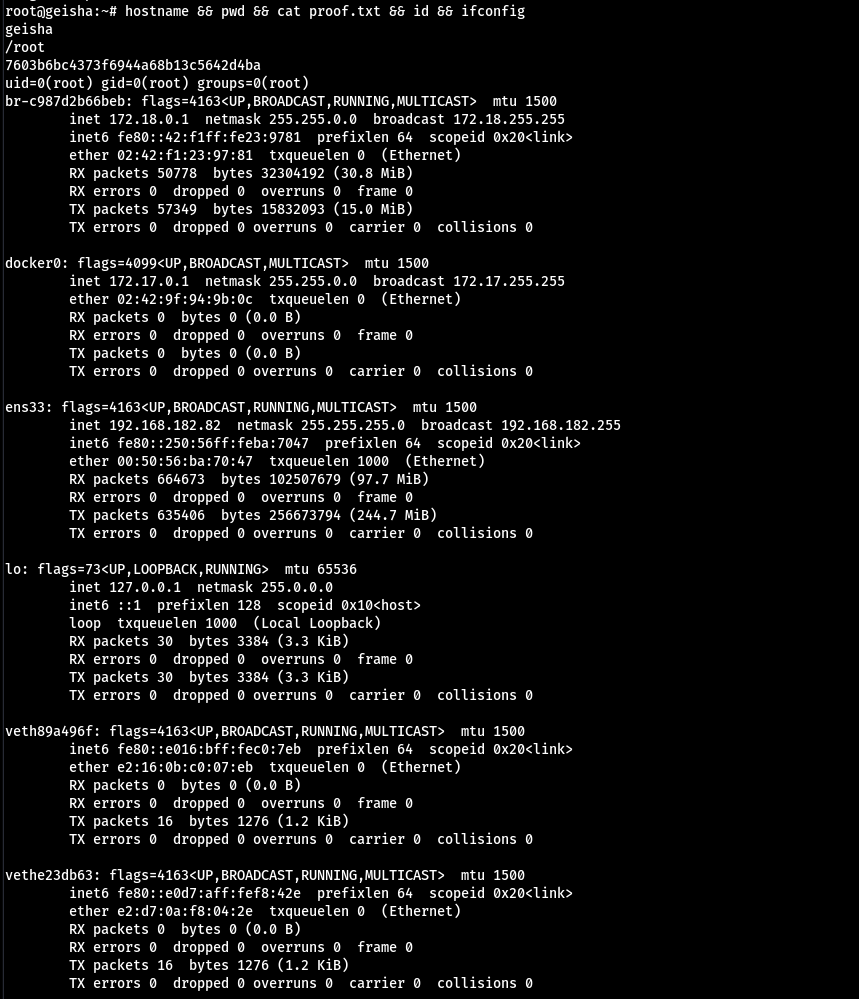 root@geisha:~# hostname && pwd && cat proof.txt && id && ifconfig
geisha
/root
7603b6bc4373f6944a68b13c5642d4ba
uid=0(root) gid=0(root) groups=0(root)
br-c987d2b66beb: flags=4163<UP,BROADCAST,RUNNING,MULTICAST>  mtu 1500
        inet 172.18.0.1  netmask 255.255.0.0  broadcast 172.18.255.255
        inet6 fe80::42:f1ff:fe23:9781  prefixlen 64  scopeid 0x20<link>
        ether 02:42:f1:23:97:81  txqueuelen 0  (Ethernet)
        RX packets 50778  bytes 32304192 (30.8 MiB)
        RX errors 0  dropped 0  overruns 0  frame 0
        TX packets 57349  bytes 15832093 (15.0 MiB)
        TX errors 0  dropped 0 overruns 0  carrier 0  collisions 0

docker0: flags=4099<UP,BROADCAST,MULTICAST>  mtu 1500
        inet 172.17.0.1  netmask 255.255.0.0  broadcast 172.17.255.255
        ether 02:42:9f:94:9b:0c  txqueuelen 0  (Ethernet)
        RX packets 0  bytes 0 (0.0 B)
        RX errors 0  dropped 0  overruns 0  frame 0
        TX packets 0  bytes 0 (0.0 B)
        TX errors 0  dropped 0 overruns 0  carrier 0  collisions 0

ens33: flags=4163<UP,BROADCAST,RUNNING,MULTICAST>  mtu 1500
        inet 192.168.182.82  netmask 255.255.255.0  broadcast 192.168.182.255
        inet6 fe80::250:56ff:feba:7047  prefixlen 64  scopeid 0x20<link>
        ether 00:50:56:ba:70:47  txqueuelen 1000  (Ethernet)
        RX packets 664673  bytes 102507679 (97.7 MiB)
        RX errors 0  dropped 0  overruns 0  frame 0
        TX packets 635406  bytes 256673794 (244.7 MiB)
        TX errors 0  dropped 0 overruns 0  carrier 0  collisions 0

lo: flags=73<UP,LOOPBACK,RUNNING>  mtu 65536
        inet 127.0.0.1  netmask 255.0.0.0
        inet6 ::1  prefixlen 128  scopeid 0x10<host>
        loop  txqueuelen 1000  (Local Loopback)
        RX packets 30  bytes 3384 (3.3 KiB)
        RX errors 0  dropped 0  overruns 0  frame 0
        TX packets 30  bytes 3384 (3.3 KiB)
        TX errors 0  dropped 0 overruns 0  carrier 0  collisions 0

veth89a496f: flags=4163<UP,BROADCAST,RUNNING,MULTICAST>  mtu 1500
        inet6 fe80::e016:bff:fec0:7eb  prefixlen 64  scopeid 0x20<link>
        ether e2:16:0b:c0:07:eb  txqueuelen 0  (Ethernet)
        RX packets 0  bytes 0 (0.0 B)
        RX errors 0  dropped 0  overruns 0  frame 0
        TX packets 16  bytes 1276 (1.2 KiB)
        TX errors 0  dropped 0 overruns 0  carrier 0  collisions 0

vethe23db63: flags=4163<UP,BROADCAST,RUNNING,MULTICAST>  mtu 1500
        inet6 fe80::e0d7:aff:fef8:42e  prefixlen 64  scopeid 0x20<link>
        ether e2:d7:0a:f8:04:2e  txqueuelen 0  (Ethernet)
        RX packets 0  bytes 0 (0.0 B)
        RX errors 0  dropped 0  overruns 0  frame 0
        TX packets 16  bytes 1276 (1.2 KiB)
        TX errors 0  dropped 0 overruns 0  carrier 0  collisions 0